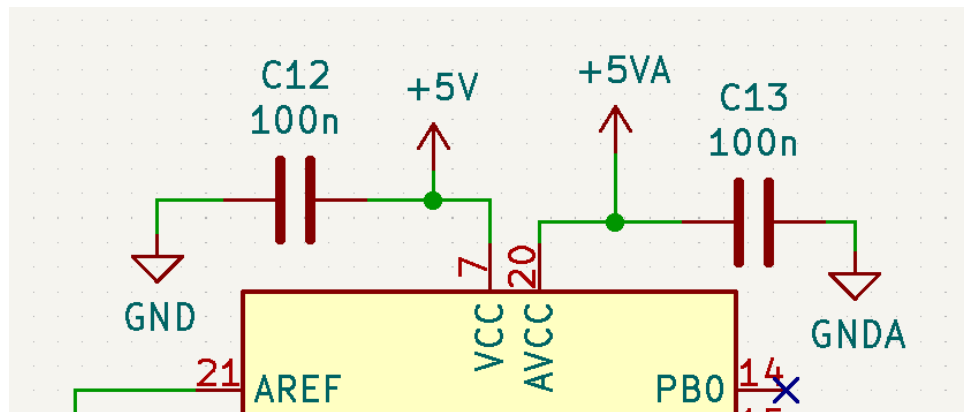 C12
100n
+5V
+5VA
C13
100n
GND
7
20
GNDA
VCC
AVCC
21
AREF
PB0
14